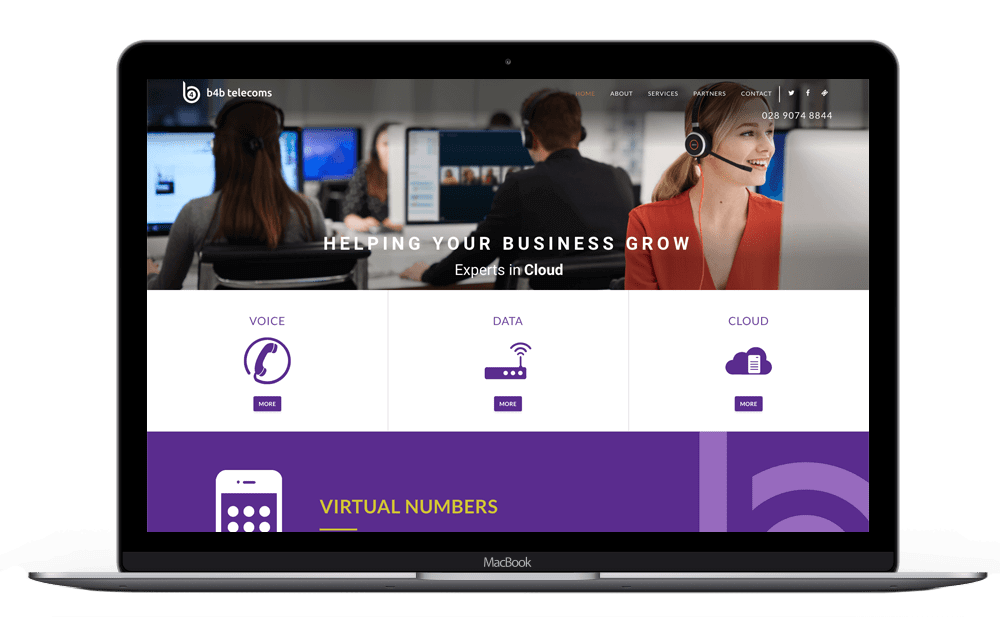 b4b telecoms
HOME ABOUT SERVICES PARTNERS CONTACT
028 9074 8844
HELPING YOUR BUSINESS GROW
Experts in Cloud
VOICE DATA CLOUD
MORE MORE MORE
VIRTUAL NUMBERS
MacBook